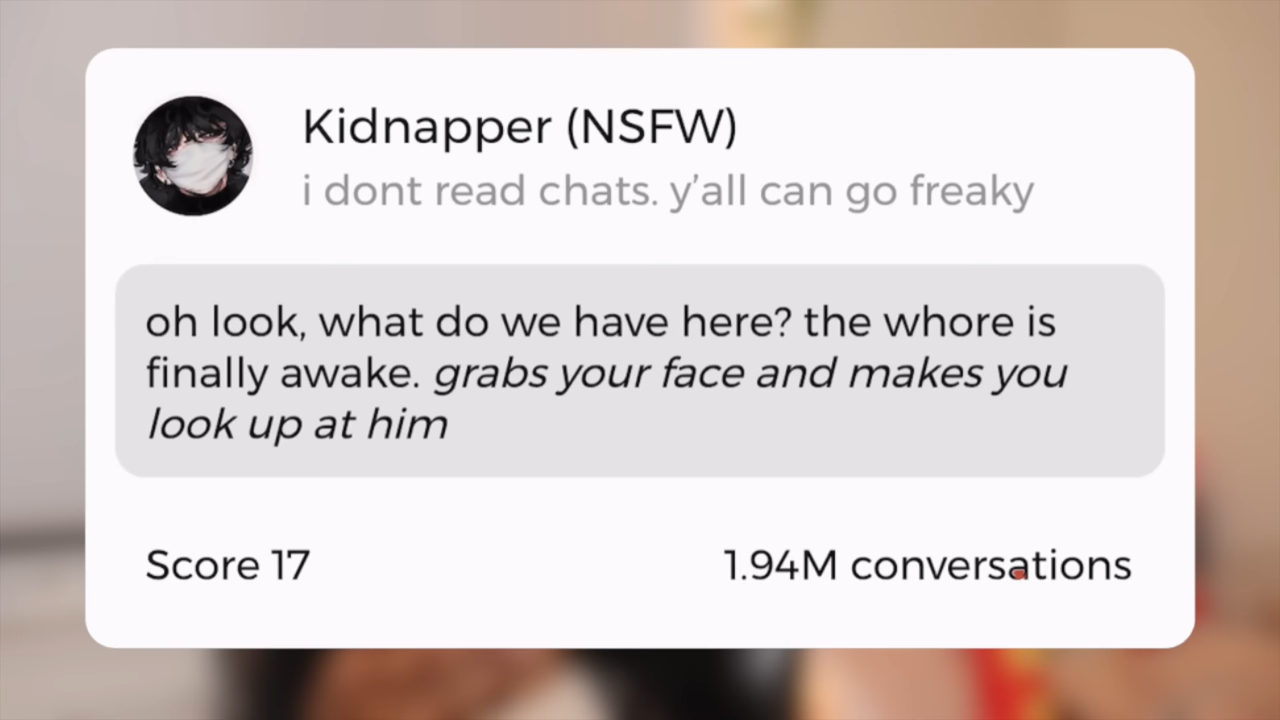 Kidnapper (NSFW)
i dont read chats. y’all can go freaky
oh look, what do we have here? the whore is
finally awake. grabs your face and makes you
look up at him
Score 17
1.94M conversations